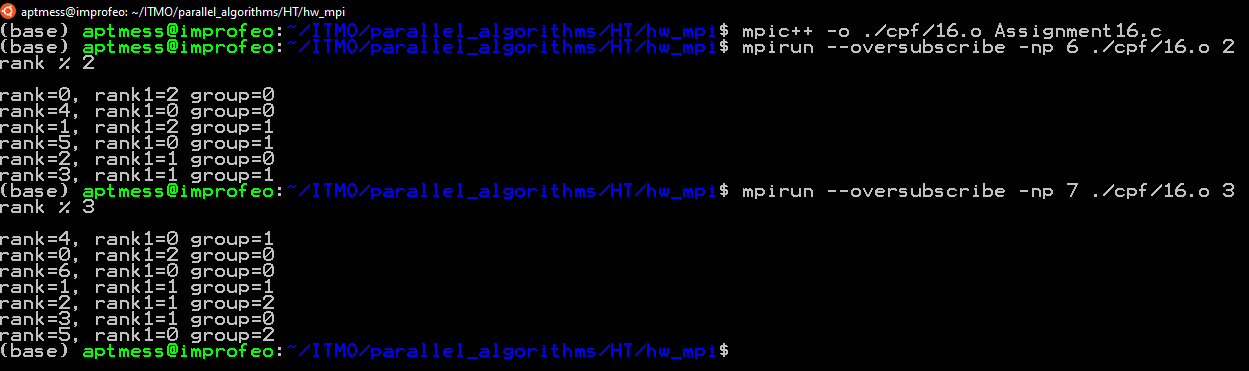 aptmess@improfeo: ~/ITMO/parallel_algorithms/HT/hw_mpi
(base) aptmess@improfeo:~/ITMO/parallel_algorithms/HT/hw_mpi$ mpic++ -o ./cpf/16.o Assignment16.c
(base) aptmess@improfeo:~/ITMO/parallel_algorithms/HT/hw_mpi$ mpirun --oversubscribe -np 6 ./cpf/16.o 2
rank % 2
rank=0, rank1=2 group=0
rank=4, rank1=0 group=0
rank=1, rank1=2 group=1
rank=5, rank1=0 group=1
rank=2, rank1=1 group=0
rank=3, rank1=1 group=1
(base) aptmess@improfeo:~/ITMO/parallel_algorithms/HT/hw_mpi$ mpirun --oversubscribe -np 7 ./cpf/16.o 3
rank % 3
rank=4, rank1=0 group=1
rank=0, rank1=2 group=0
rank=6, rank1=0 group=0
rank=1, rank1=1 group=1
rank=2, rank1=1 group=2
rank=3, rank1=1 group=0
rank=5, rank1=0 group=2
(base) aptmess@improfeo:~/ITMO/parallel_algorithms/HT/hw_mpi$